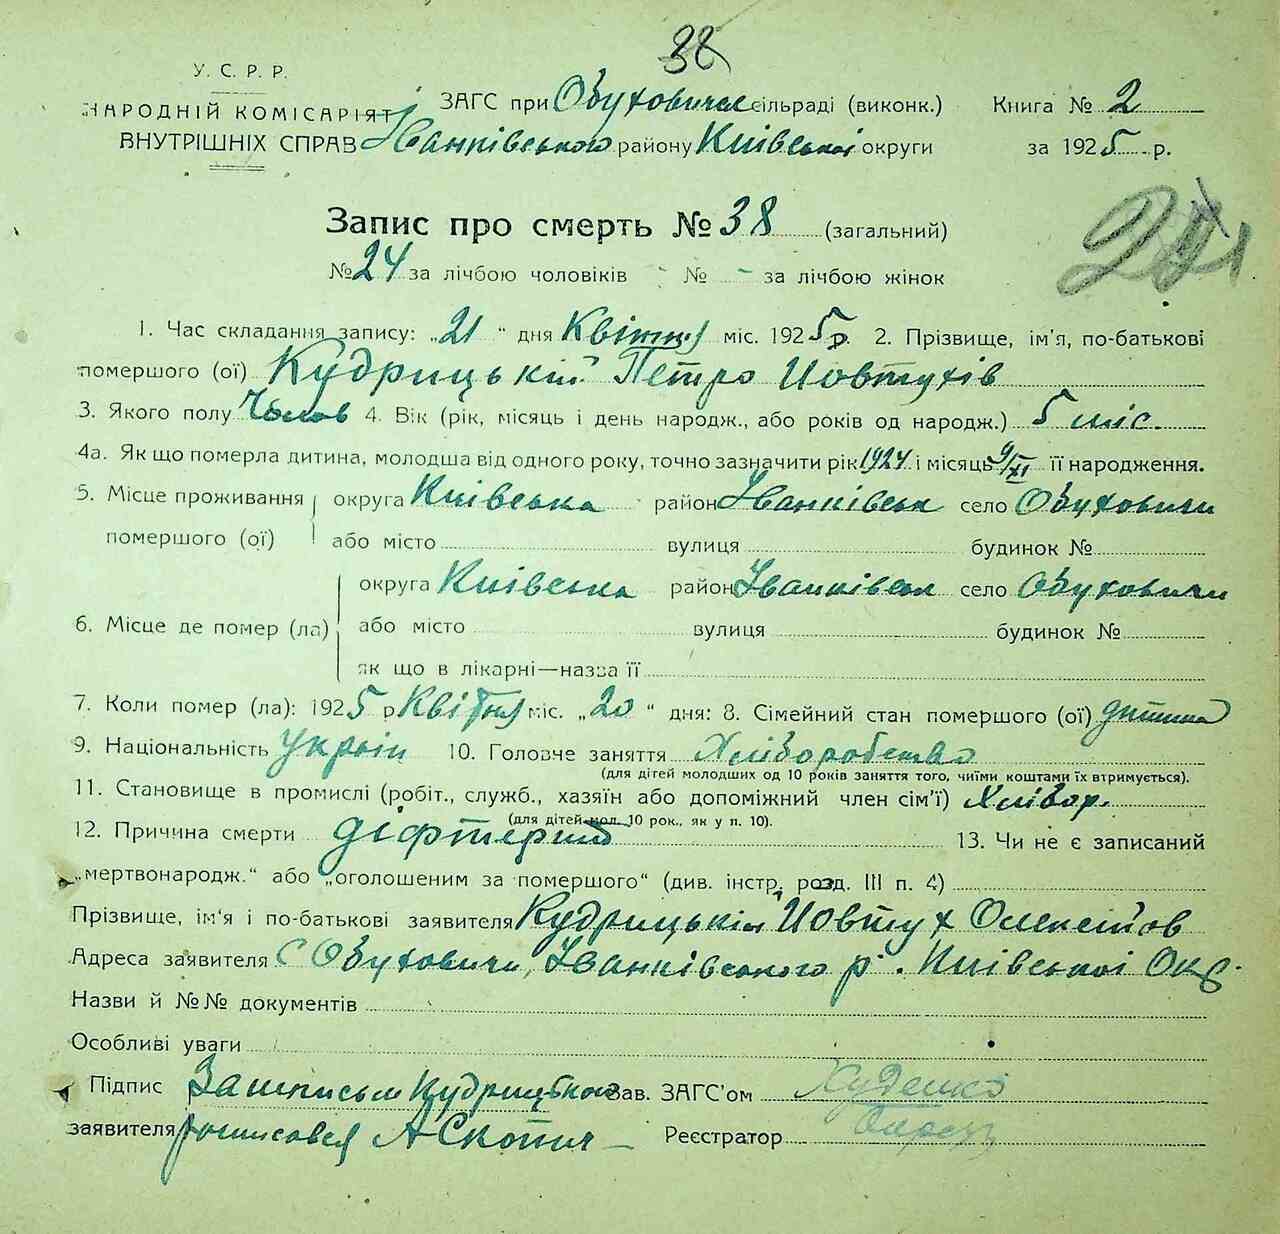 38
У. С. Р. Р.
НАРОДНІЙ КОМІСАРІЯТ
ВНУТРІШНІХ СПРАВ
ЗАГС при Обуховичах сільраді (виконк.) Книга № 2
Іванківського району Київської округи за 1925 р.
Запис про смерть № 38 (загальний)
№ 24 за лічбою чоловіків № - за лічбою жінок
1. Час складання запису: „21“ дня Квітня міс. 1925 р. 2. Прізвище, ім'я, по-батькові
помершого (ої) Кудрицький Петро Йовтухів
3. Якого полу Чолов 4. Вік (рік, місяць і день народж., або років од народж.) 5 міс.
4а. Як що померла дитина, молодша від одного року, точно зазначити рік 1924 і місяць 9/XI її народження.
5. Місце проживання округа Київська район Іванківськ село Обуховичи
помершого (ої) або місто вулиця будинок №
округа Київська район Іванківськ село Обуховичи
6. Місце де помер (ла) або місто вулиця будинок №
як що в лікарні—назва її
7. Коли помер (ла): 1925 р Квітня міс. „20“ дня: 8. Сімейний стан помершого (ої) дитина
9. Національність Україн 10. Головне заняття Хліборобство
(для дітей молодших од 10 років заняття того, чиїми коштами їх втримується).
11. Становище в промислі (робіт., служб., хазяїн або допоміжний член сім'ї) Хлібор.
(для дітей мол. 10 рок., як у п. 10).
12. Причина смерти діфтерит 13. Чи не є записаний
„мертвонародж.“ або „оголошеним за помершого“ (див. інстр. розд. III п. 4)
Прізвище, ім'я і по-батькові заявителя Кудрицький Йовтух Олексійов
Адреса заявителя С Обуховичи, Іванківського р. Київської Окр.
Назви й №№ документів
Особливі уваги
Підпис Кудрицького Зав. ЗАГС'ом
заявителя росписовся Реєстратор